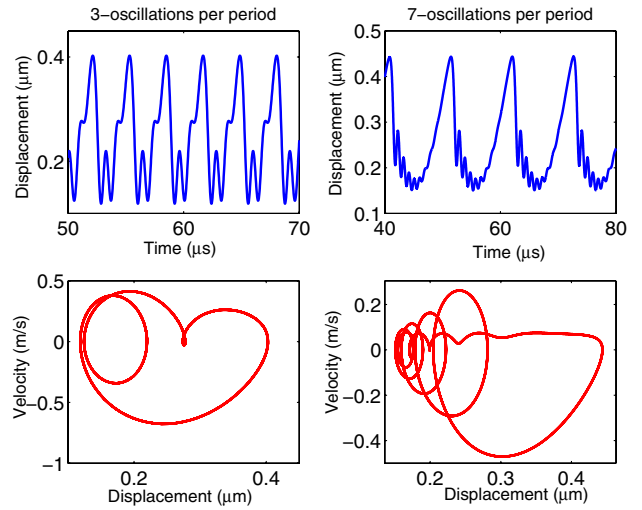 3−oscillations per period
0.4
0.2
Displacement (μm)
50
60
70
Time (μs)
7−oscillations per period
0.5
0.4
0.3
0.2
0.1
Displacement (μm)
40
60
80
Time (μs)
0.5
0
−0.5
−1
Velocity (m/s)
0.2
0.4
Displacement (μm)
0.2
0
−0.2
−0.4
Velocity (m/s)
0.2
0.3
0.4
Displacement (μm)